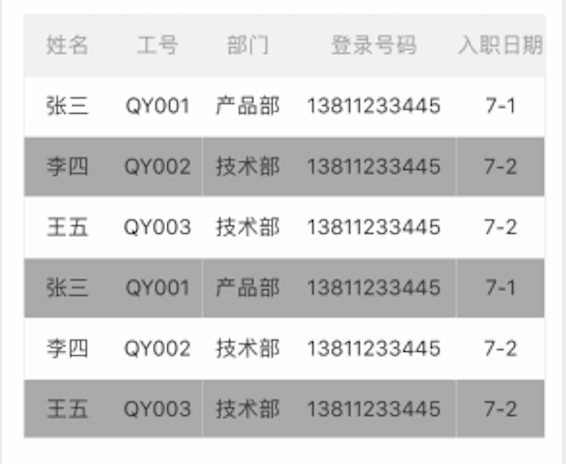 姓名 工号 部门 登录号码 入职日期
张三 QY001 产品部 13811233445 7-1
李四 QY002 技术部 13811233445 7-2
王五 QY003 技术部 13811233445 7-2
张三 QY001 产品部 13811233445 7-1
李四 QY002 技术部 13811233445 7-2
王五 QY003 技术部 13811233445 7-2